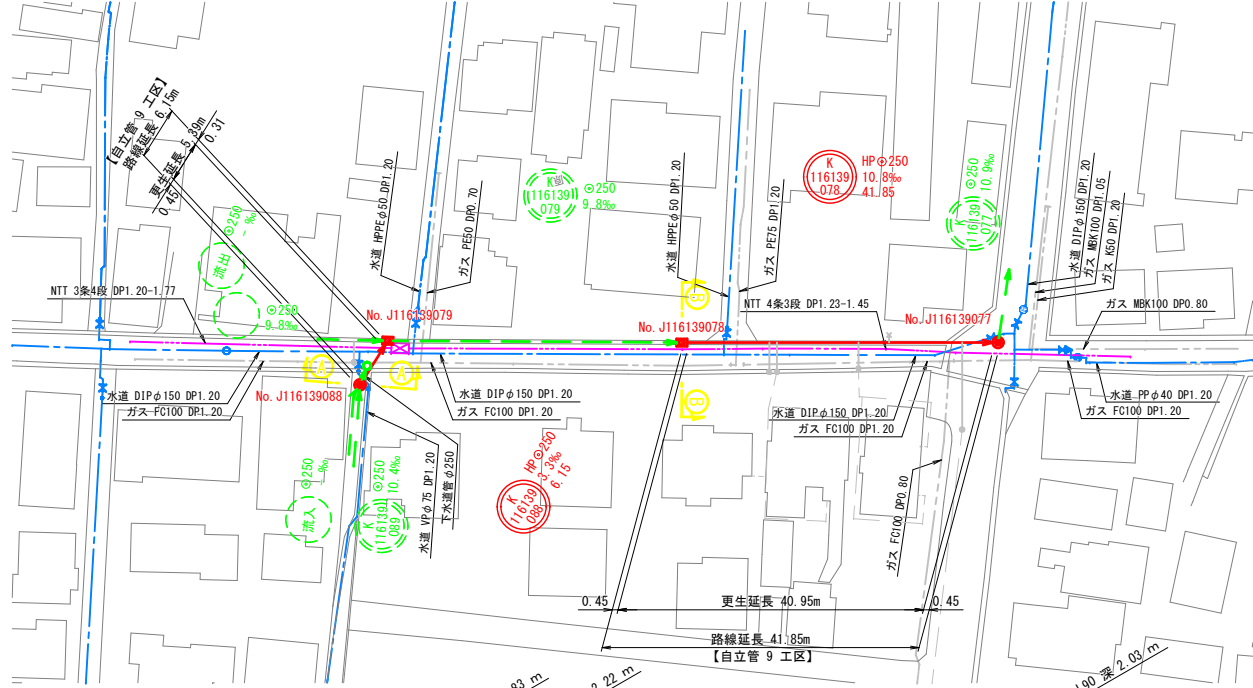 【自立管 9 工区】
路線延長 6.15m
更生延長 5.39m
0.31
0.45
水道 HPPEφ50 DP1.20
ガス PE50 DP0.70
K
116139
079
⊙250
9.8‰
水道 HPPEφ50 DP1.20
ガス PE75 DP1.20
K
116139
078
HP⊙250
10.8‰
41.85
K
116139
077
⊙250
10.9‰
水道 DIPφ150 DP1.20
ガス MBK100 DP1.05
ガス K50 DP1.20
流出
⊙250
‰
⊙250
9.8‰
NTT 3条4段 DP1.20-1.77
NTT 4条3段 DP1.23-1.45
ガス MBK100 DP0.80
No. J116139079
No. J116139078
No. J116139077
No. J116139088
A
A
B
B
水道 DIPφ150 DP1.20
ガス FC100 DP1.20
水道 DIPφ150 DP1.20
ガス FC100 DP1.20
水道 DIPφ150 DP1.20
ガス FC100 DP1.20
水道 PPφ40 DP1.20
ガス FC100 DP1.20
流入
⊙250
‰
K
116139
089
⊙250
10.4‰
水道 VPφ75 DP1.20
下水道管 φ250
K
116139
088
HP⊙250
3.3‰
6.15
ガス FC100 DP0.80
0.45
更生延長 40.95m
0.45
路線延長 41.85m
【自立管 9 工区】
2.22 m
深 2.03 m